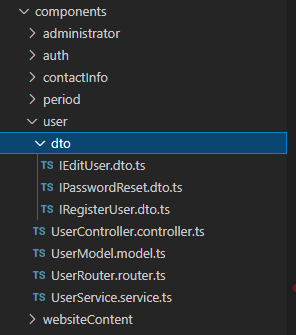 components
administrator
auth
contactInfo
period
user
dto
TS IEditUser.dto.ts
TS IPasswordReset.dto.ts
TS IRegisterUser.dto.ts
TS UserController.controller.ts
TS UserModel.model.ts
TS UserRouter.router.ts
TS UserService.service.ts
websiteContent